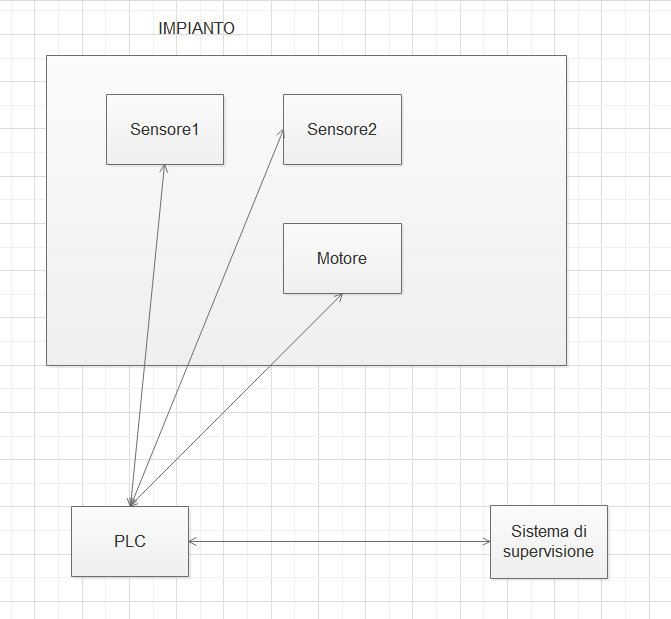 IMPIANTO
Sensore1
Sensore2
Motore
PLC
Sistema di
supervisione